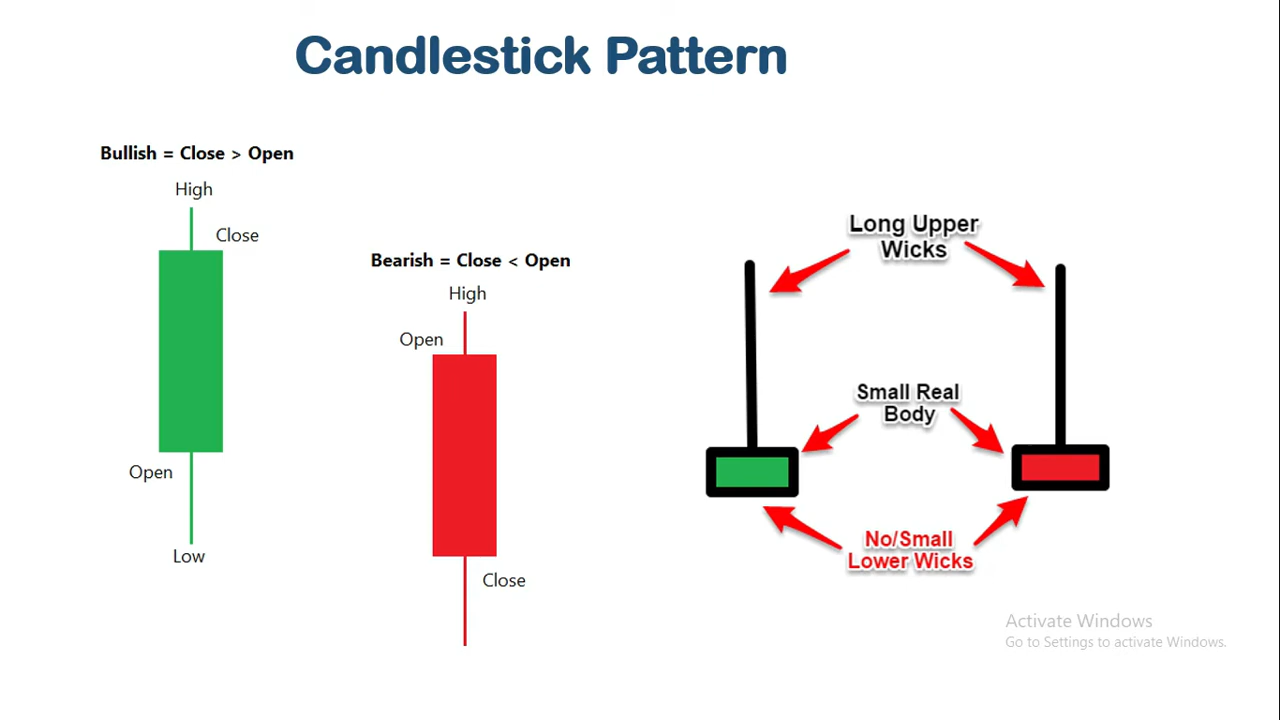 Candlestick Pattern
Bullish = Close > Open
High
Close
Open
Low
Bearish = Close < Open
High
Open
Close
Long Upper
Wicks
Small Real
Body
No/Small
Lower Wicks
Activate Windows
Go to Settings to activate Windows.